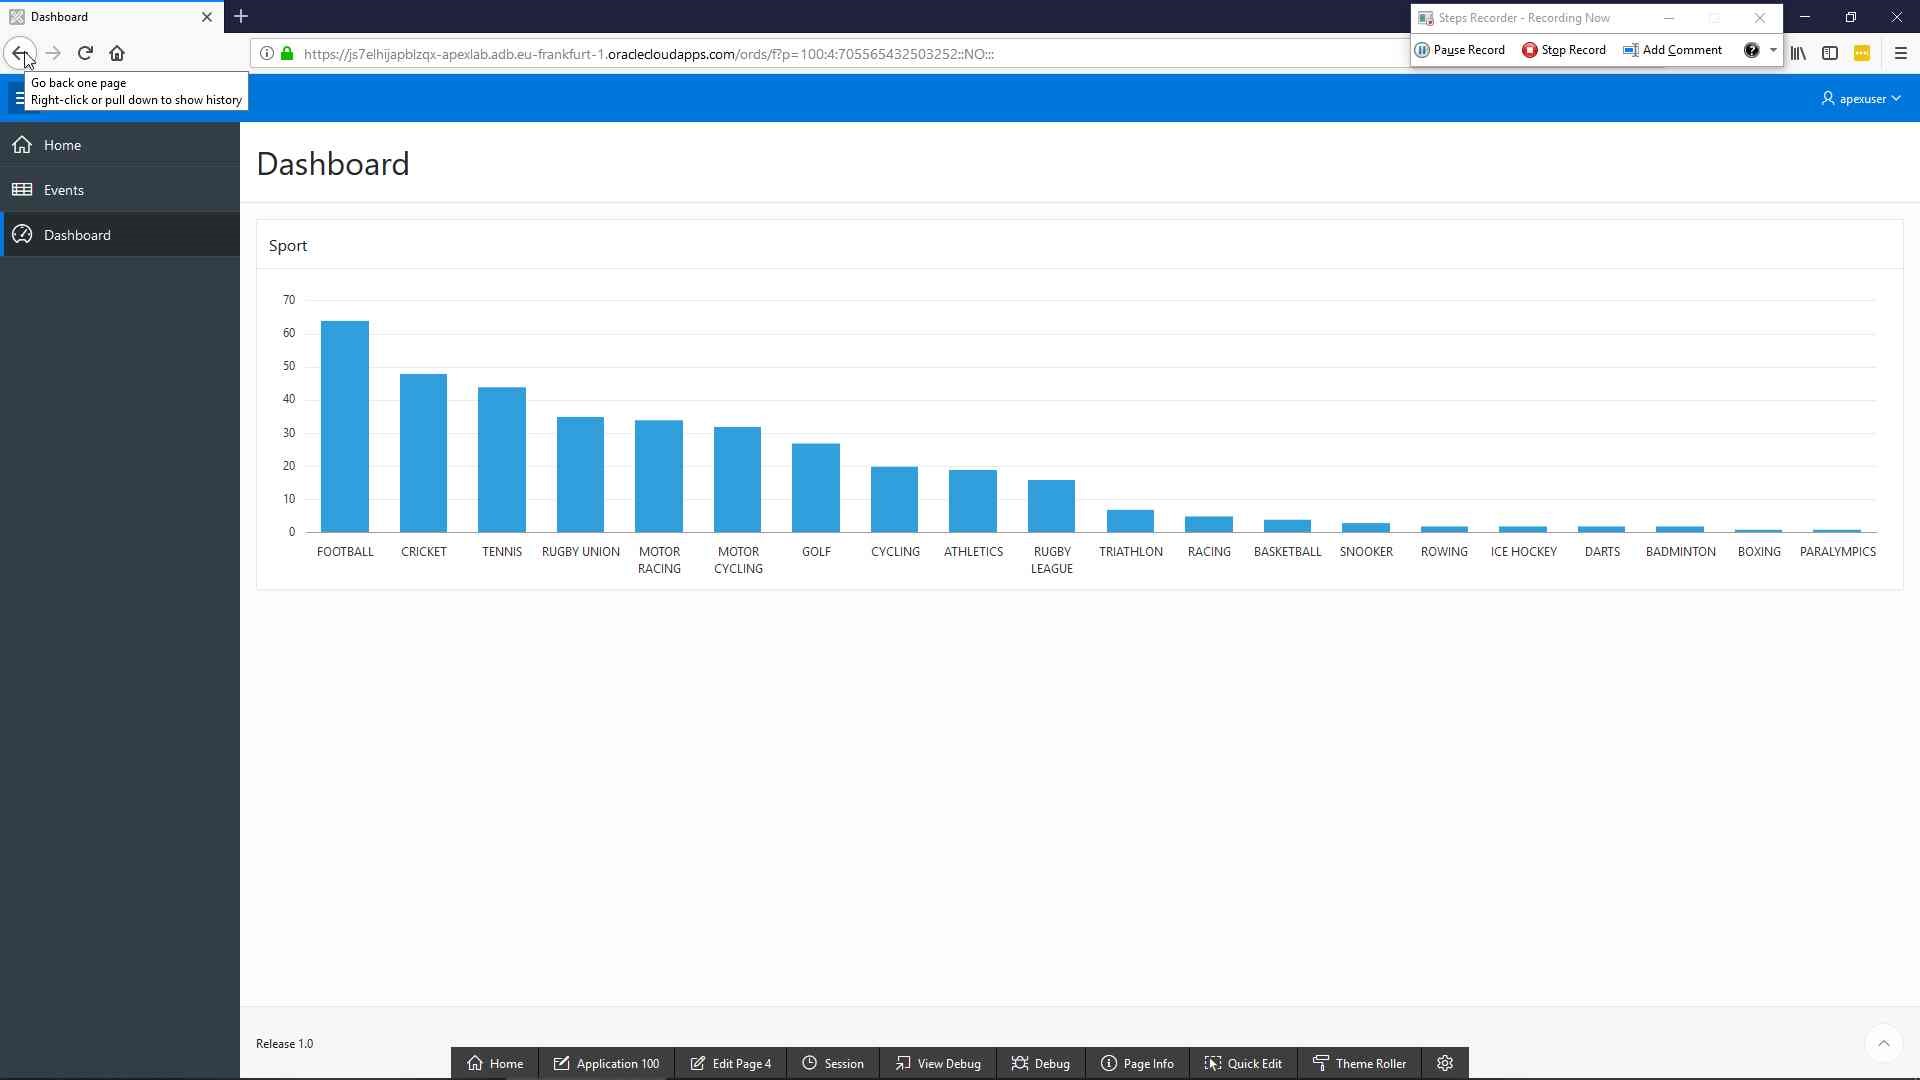 Dashboard
Steps Recorder - Recording Now
Pause Record
Stop Record
Add Comment
https://js7elhijapblzqx-apexlab.adb.eu-frankfurt-1.oraclecloudapps.com/ords/f?p=100:4:705565432503252::NO:::
Go back one page
Right-click or pull down to show history
apexuser
Home
Events
Dashboard
Dashboard
Sport
70
60
50
40
30
20
10
0
FOOTBALL
CRICKET
TENNIS
RUGBY UNION
MOTOR
RACING
MOTOR
CYCLING
GOLF
CYCLING
ATHLETICS
RUGBY
LEAGUE
TRIATHLON
RACING
BASKETBALL
SNOOKER
ROWING
ICE HOCKEY
DARTS
BADMINTON
BOXING
PARALYMPICS
Release 1.0
Home
Application 100
Edit Page 4
Session
View Debug
Debug
Page Info
Quick Edit
Theme Roller